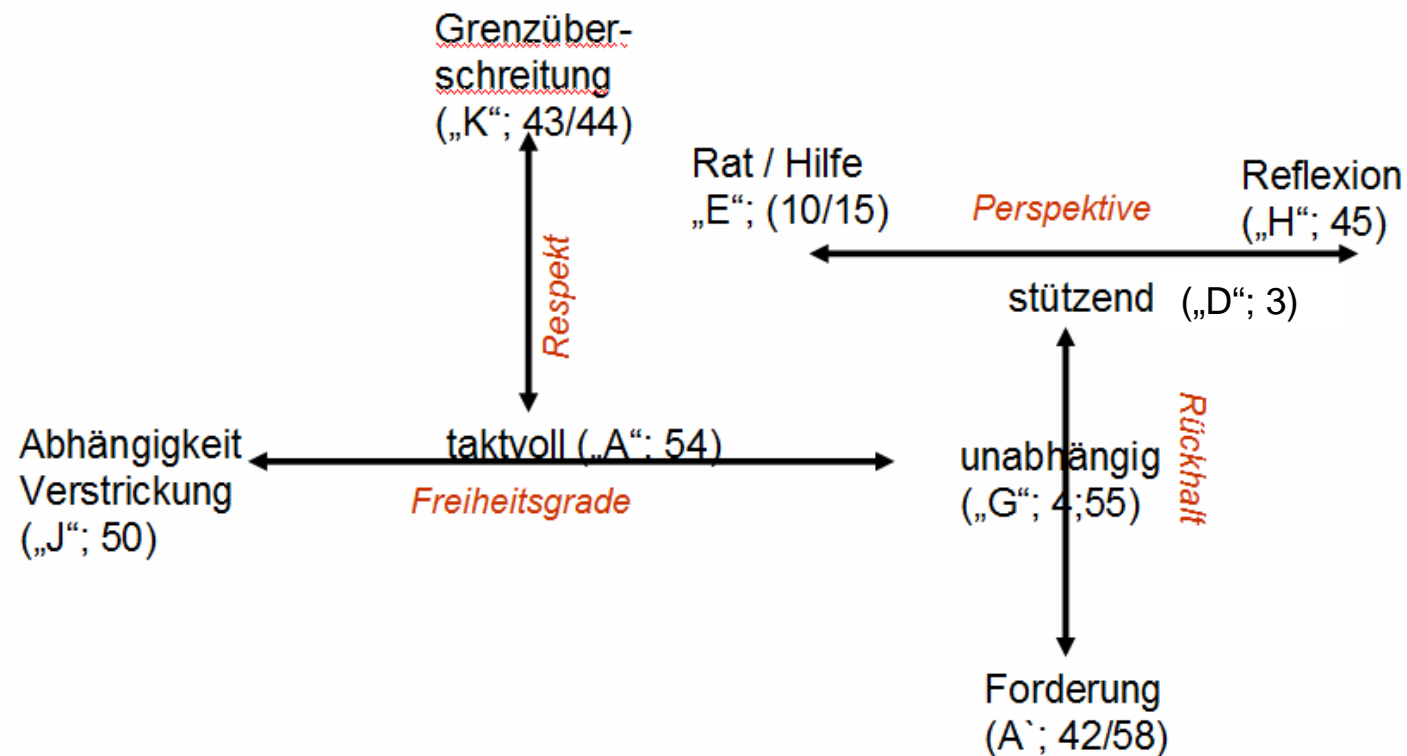 Grenzüber-
schreitung
(„K“; 43/44)
Respekt
Rat / Hilfe
„E“; (10/15)
Perspektive
Reflexion
(„H“; 45)
stützend („D“; 3)
Rückhalt
Abhängigkeit
Verstrickung
(„J“; 50)
taktvoll („A“; 54)
Freiheitsgrade
unabhängig
(„G“; 4;55)
Forderung
(A`; 42/58)